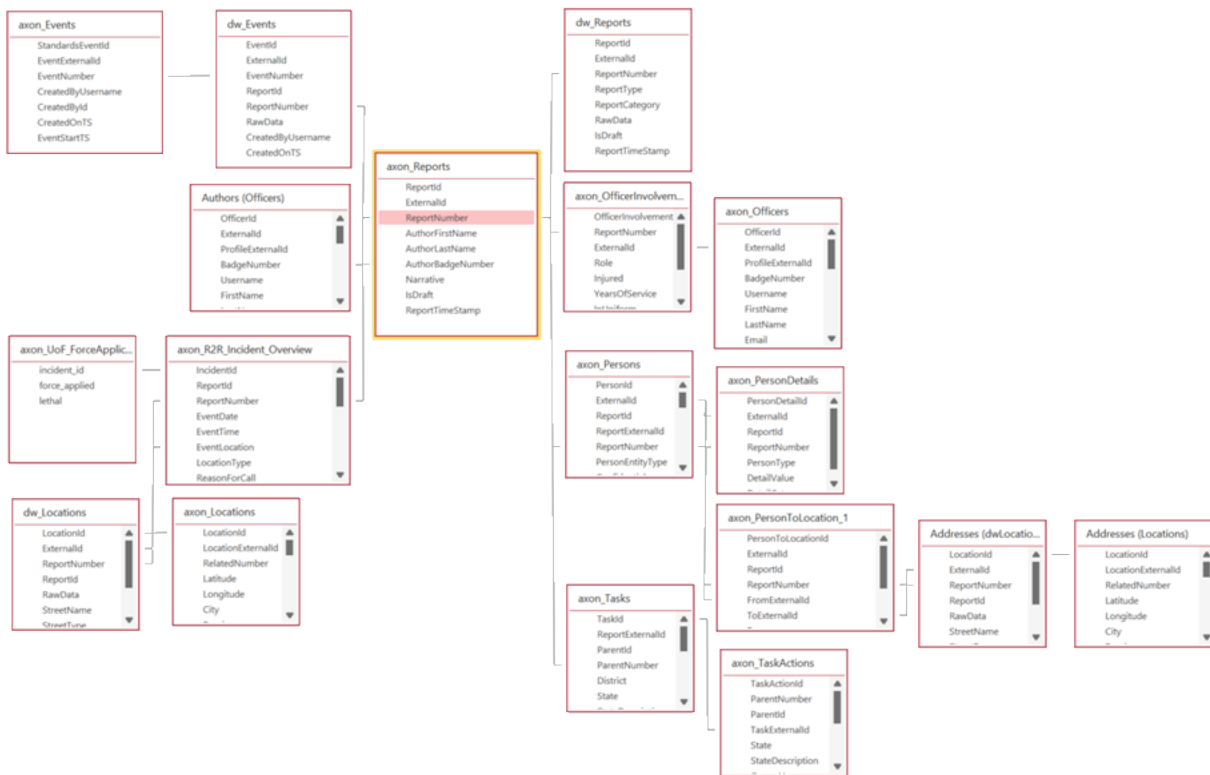 axon_Events
StandardsEventId
EventExternalId
EventNumber
CreatedByUsername
CreatedById
CreatedOnTS
EventStartTS
dw_Events
EventId
ExternalId
EventNumber
ReportId
ReportNumber
RawData
CreatedByUsername
CreatedOnTS
dw_Reports
ReportId
ExternalId
ReportNumber
ReportType
ReportCategory
RawData
IsDraft
ReportTimeStamp
axon_Reports
ReportId
ExternalId
ReportNumber
AuthorFirstName
AuthorLastName
AuthorBadgeNumber
Narrative
IsDraft
ReportTimeStamp
Authors (Officers)
OfficerId
ExternalId
ProfileExternalId
BadgeNumber
Username
FirstName
axon_OfficerInvolvem...
OfficerInvolvement
ReportNumber
ExternalId
Role
Injured
YearsOfService
InUniform
axon_Officers
OfficerId
ExternalId
ProfileExternalId
BadgeNumber
Username
FirstName
LastName
Email
axon_UoF_ForceApplic...
incident_id
force_applied
lethal
axon_R2R_Incident_Overview
IncidentId
ReportId
ReportNumber
EventDate
EventTime
EventLocation
LocationType
ReasonForCall
axon_Persons
PersonId
ExternalId
ReportId
ReportExternalId
ReportNumber
PersonEntityType
axon_PersonDetails
PersonDetailId
ExternalId
ReportId
ReportNumber
PersonType
DetailValue
dw_Locations
LocationId
ExternalId
ReportNumber
ReportId
RawData
StreetName
StreetType
axon_Locations
LocationId
LocationExternalId
RelatedNumber
Latitude
Longitude
City
axon_PersonToLocation_1
PersonToLocationId
ExternalId
ReportId
ReportNumber
FromExternalId
ToExternalId
Addresses (dwLocatio...
LocationId
ExternalId
ReportNumber
ReportId
RawData
StreetName
Addresses (Locations)
LocationId
LocationExternalId
RelatedNumber
Latitude
Longitude
City
axon_Tasks
TaskId
ReportExternalId
ParentId
ParentNumber
District
State
axon_TaskActions
TaskActionId
ParentNumber
ParentId
TaskExternalId
State
StateDescription